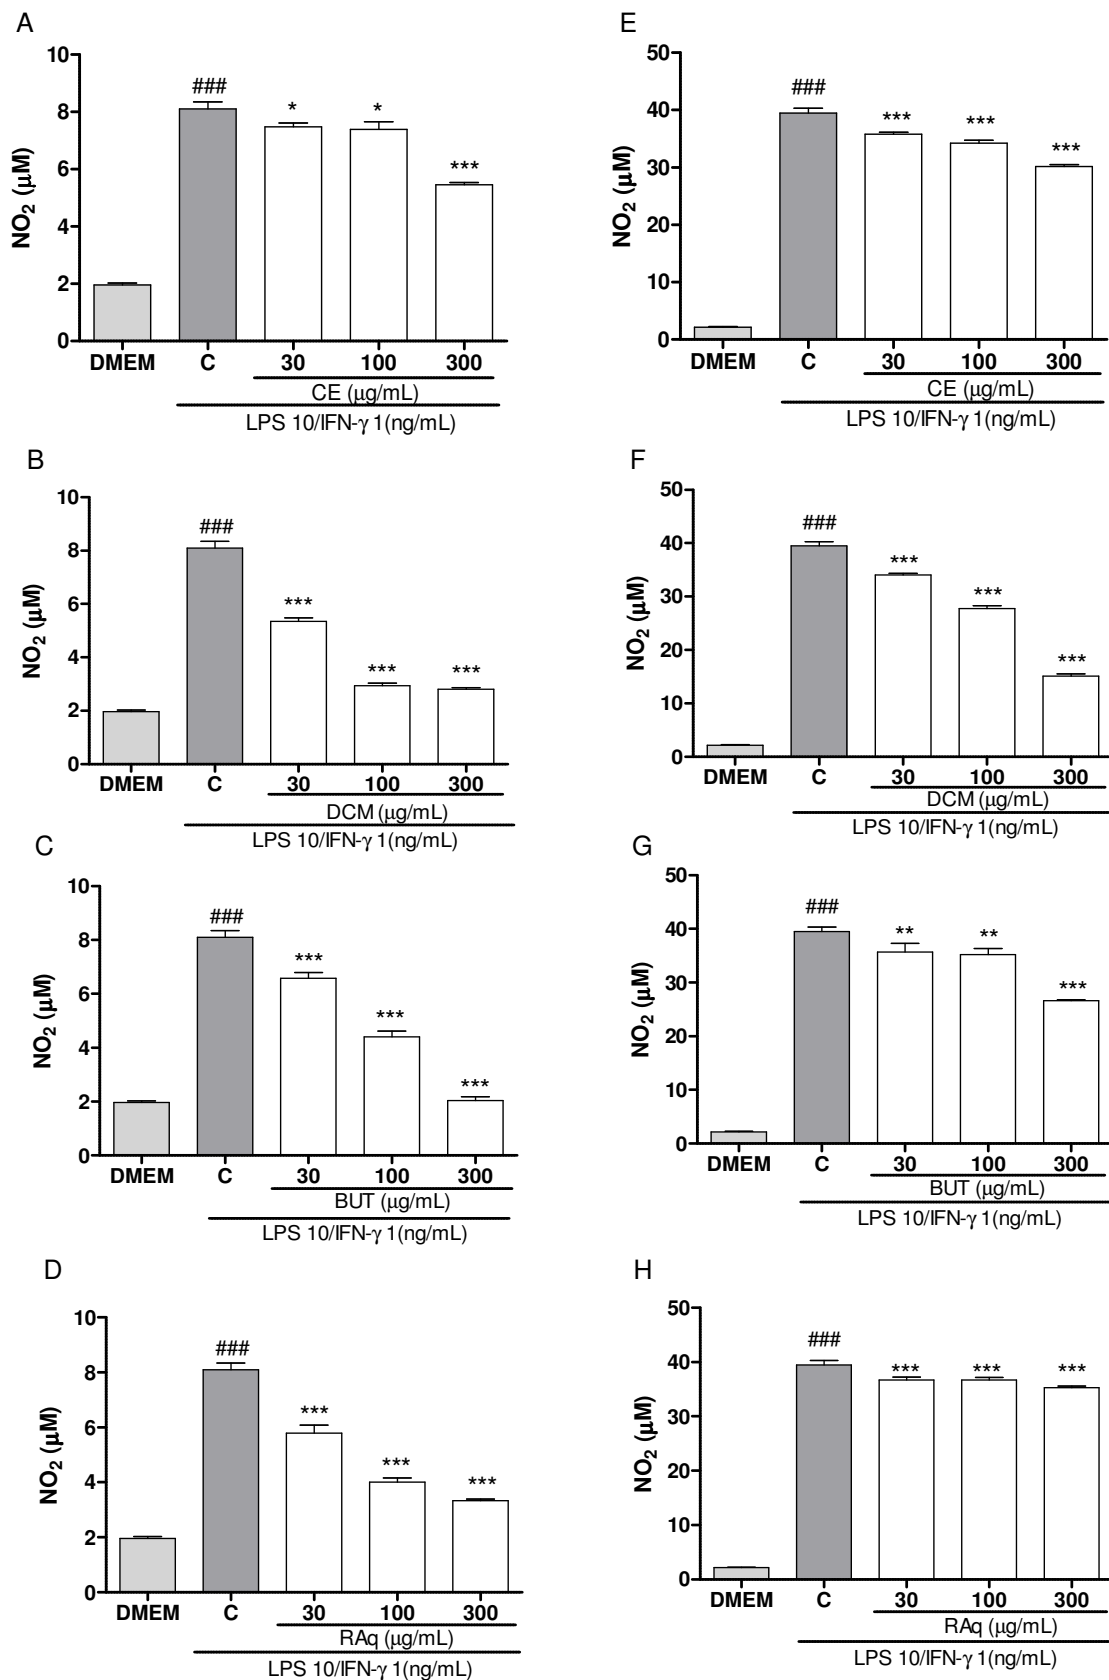 A
10
8
6
4
2
0
NO2 (μM)
###
*
*
***
DMEM C 30 100 300
CE (μg/mL)
LPS 10/IFN-γ 1(ng/mL)
B
10
8
6
4
2
0
NO2 (μM)
###
***
***
***
DMEM C 30 100 300
DCM (μg/mL)
LPS 10/IFN-γ 1(ng/mL)
C
10
8
6
4
2
0
NO2 (μM)
###
***
***
***
DMEM C 30 100 300
BUT (μg/mL)
LPS 10/IFN-γ 1(ng/mL)
D
10
8
6
4
2
0
NO2 (μM)
###
***
***
***
DMEM C 30 100 300
RAq (μg/mL)
LPS 10/IFN-γ 1(ng/mL)
E
50
40
30
20
10
0
NO2 (μM)
###
***
***
***
DMEM C 30 100 300
CE (μg/mL)
LPS 10/IFN-γ 1(ng/mL)
F
50
40
30
20
10
0
NO2 (μM)
###
***
***
***
DMEM C 30 100 300
DCM (μg/mL)
LPS 10/IFN-γ 1(ng/mL)
G
50
40
30
20
10
0
NO2 (μM)
###
**
**
***
DMEM C 30 100 300
BUT (μg/mL)
LPS 10/IFN-γ 1(ng/mL)
H
50
40
30
20
10
0
NO2 (μM)
###
***
***
***
DMEM C 30 100 300
RAq (μg/mL)
LPS 10/IFN-γ 1(ng/mL)